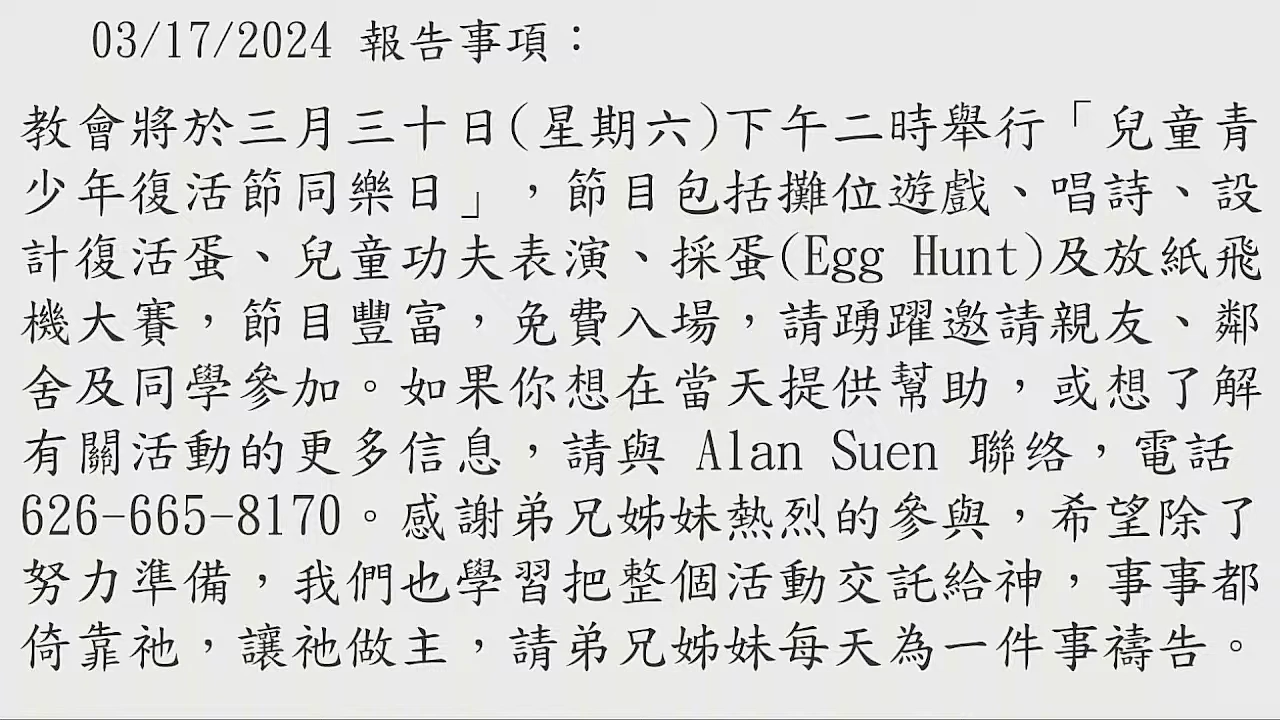 03/17/2024 報告事項：
教會將於三月三十日(星期六)下午二時舉行「兒童青
少年復活節同樂日」，節目包括攤位遊戲、唱詩、設
計復活蛋、兒童功夫表演、採蛋(Egg Hunt)及放紙飛
機大賽，節目豐富，免費入場，請踴躍邀請親友、鄰
舍及同學參加。如果你想在當天提供幫助，或想了解
有關活動的更多信息，請與 Alan Suen 聯络，電話
626-665-8170。感謝弟兄姊妹熱烈的參與，希望除了
努力準備，我們也學習把整個活動交託給神，事事都
倚靠祂，讓祂做主，請弟兄姊妹每天為一件事禱告。